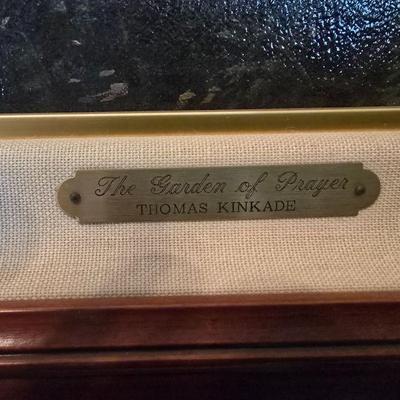 The Garden of Prayer
THOMAS KINKADE